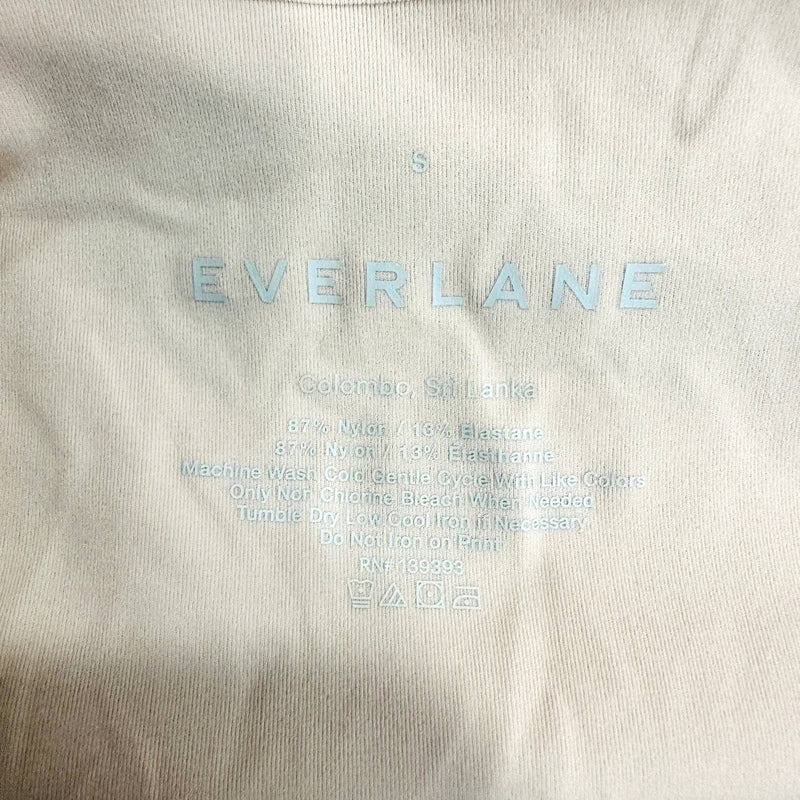 S
EVERLANE
Colombo, Sri Lanka
87% Nylon / 13% Elastane
87% Nylon / 13% Élasthanne
Machine Wash Cold Gentle Cycle With Like Colors
Only Non Chlorine Bleach When Needed
Tumble Dry Low Cool Iron if Necessary
Do Not Iron on Print
RN# 139393